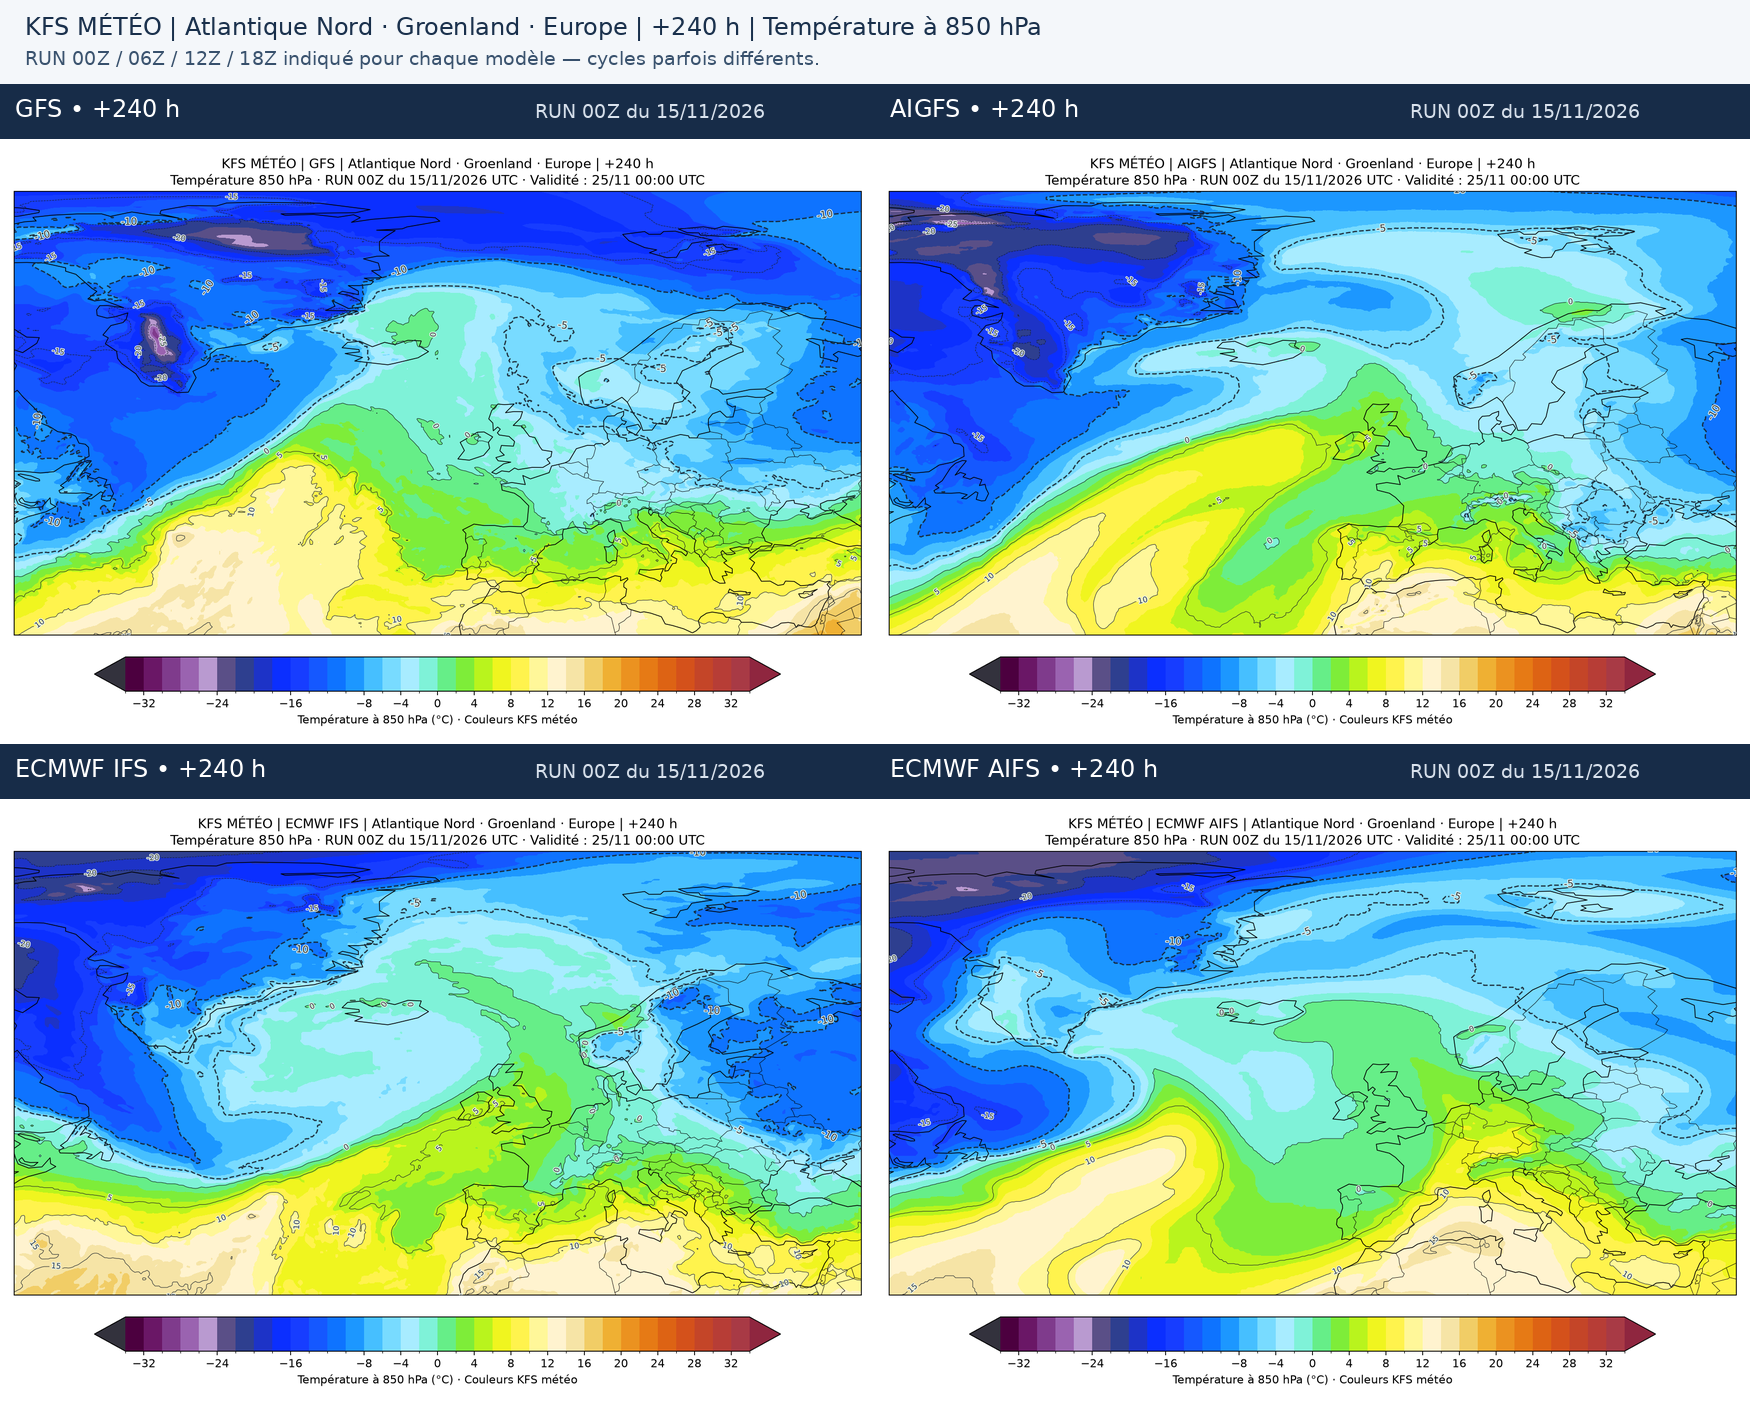 KFS MÉTÉO | Atlantique Nord · Groenland · Europe | +240 h | Température à 850 hPa
RUN 00Z / 06Z / 12Z / 18Z indiqué pour chaque modèle — cycles parfois différents.
GFS • +240 h
RUN 00Z du 15/11/2026
AIGFS • +240 h
RUN 00Z du 15/11/2026
KFS MÉTÉO | GFS | Atlantique Nord · Groenland · Europe | +240 h
Température 850 hPa · RUN 00Z du 15/11/2026 UTC · Validité : 25/11 00:00 UTC
KFS MÉTÉO | AIGFS | Atlantique Nord · Groenland · Europe | +240 h
Température 850 hPa · RUN 00Z du 15/11/2026 UTC · Validité : 25/11 00:00 UTC
−32 −24 −16 −8 −4 0 4 8 12 16 20 24 28 32
Température à 850 hPa (°C) · Couleurs KFS météo
−32 −24 −16 −8 −4 0 4 8 12 16 20 24 28 32
Température à 850 hPa (°C) · Couleurs KFS météo
ECMWF IFS • +240 h
RUN 00Z du 15/11/2026
ECMWF AIFS • +240 h
RUN 00Z du 15/11/2026
KFS MÉTÉO | ECMWF IFS | Atlantique Nord · Groenland · Europe | +240 h
Température 850 hPa · RUN 00Z du 15/11/2026 UTC · Validité : 25/11 00:00 UTC
KFS MÉTÉO | ECMWF AIFS | Atlantique Nord · Groenland · Europe | +240 h
Température 850 hPa · RUN 00Z du 15/11/2026 UTC · Validité : 25/11 00:00 UTC
−32 −24 −16 −8 −4 0 4 8 12 16 20 24 28 32
Température à 850 hPa (°C) · Couleurs KFS météo
−32 −24 −16 −8 −4 0 4 8 12 16 20 24 28 32
Température à 850 hPa (°C) · Couleurs KFS météo